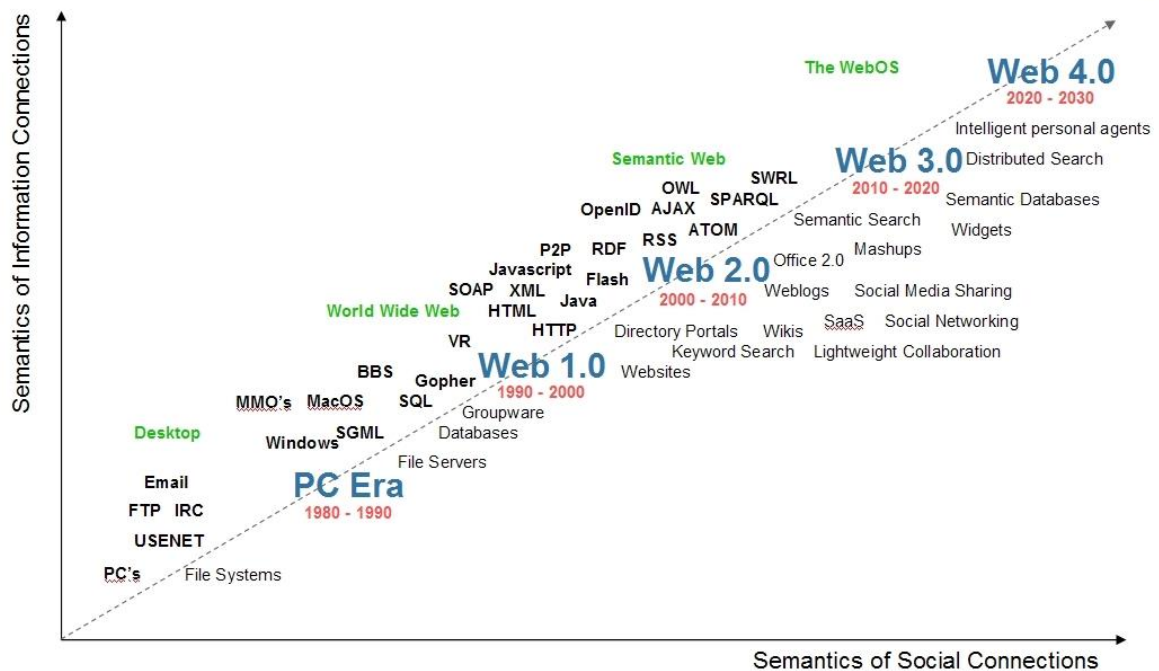 Semantics of Information Connections
The WebOS
Web 4.0
2020 - 2030
Intelligent personal agents
Semantic Web
Web 3.0
Distributed Search
2010 - 2020
SWRL
OWL
SPARQL
Semantic Databases
OpenID
AJAX
Semantic Search
Widgets
ATOM
RSS
P2P
RDF
Mashups
Office 2.0
Javascript
Web 2.0
Flash
2000 - 2010
SOAP
XML
Weblogs
Social Media Sharing
Java
World Wide Web
HTML
HTTP
Directory Portals
Wikis
SaaS
Social Networking
VR
Keyword Search
Lightweight Collaboration
Web 1.0
1990 - 2000
Websites
BBS
Gopher
MMO's
MacOS
SQL
Groupware
Desktop
Windows
SGML
Databases
File Servers
Email
PC Era
1980 - 1990
FTP
IRC
USENET
PC's
File Systems
Semantics of Social Connections